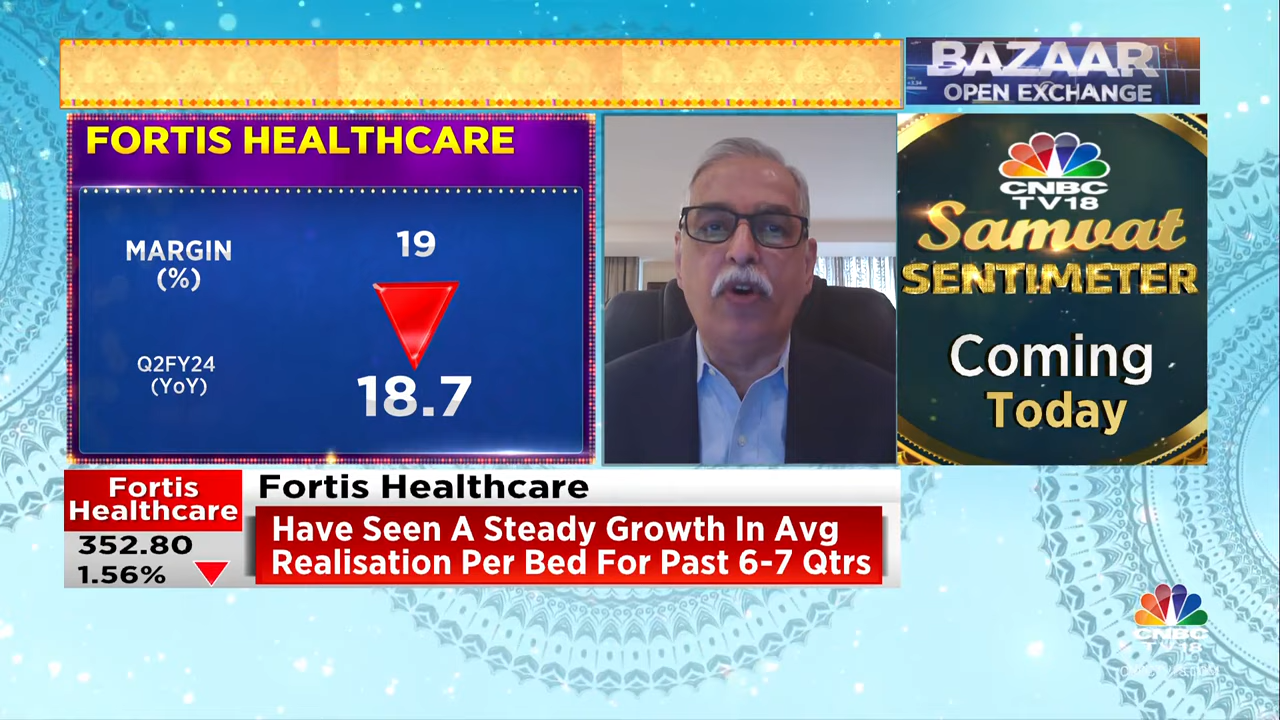 BAZAAR
OPEN EXCHANGE
FORTIS HEALTHCARE
MARGIN
(%)
19
Q2FY24
(YoY)
18.7
CNBC
TV18
Samvat
SENTIMETER
Coming
Today
Fortis
Healthcare
352.80
1.56%
Fortis Healthcare
Have Seen A Steady Growth In Avg
Realisation Per Bed For Past 6-7 Qtrs
CNBC
TV18